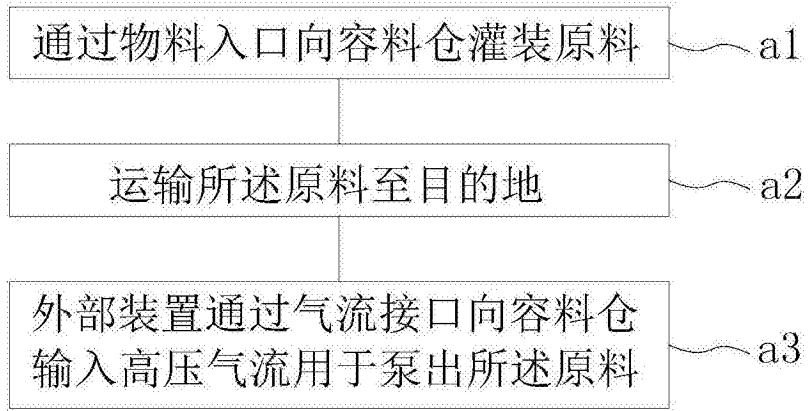 通过物料入口向容料仓灌装原料
a1
运输所述原料至目的地
a2
外部装置通过气流接口向容料仓
输入高压气流用于泵出所述原料
a3